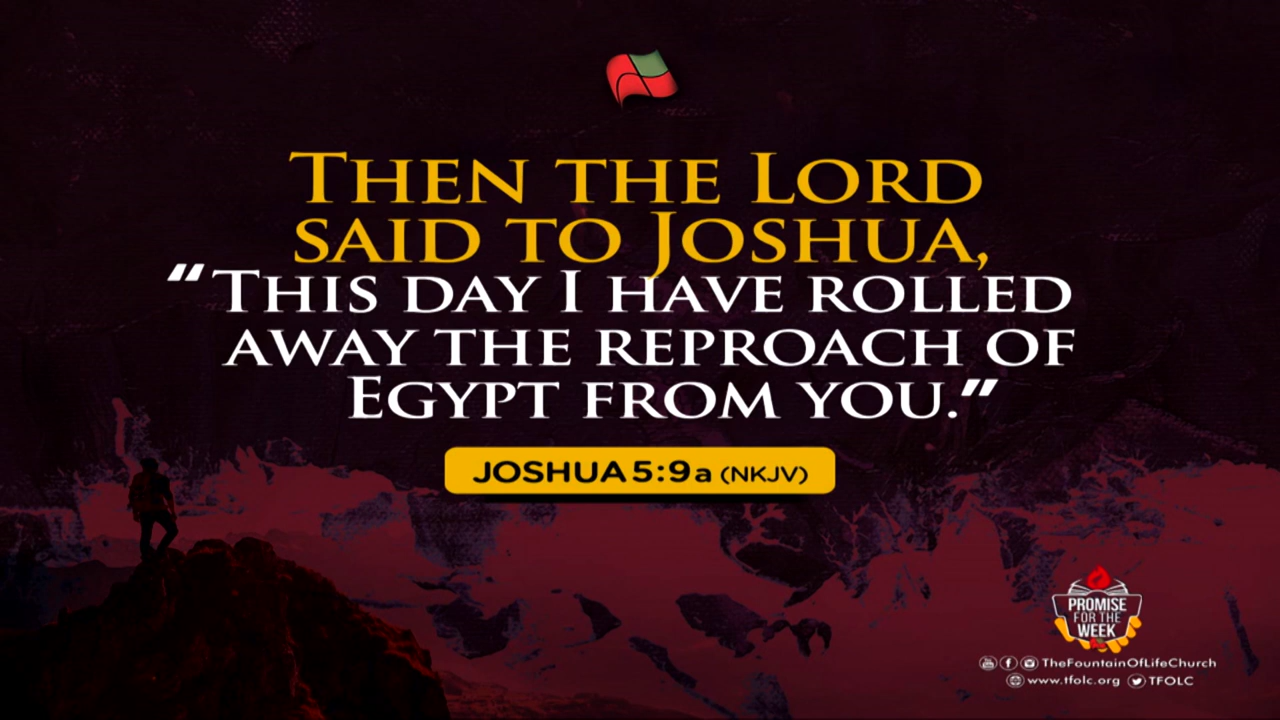 THEN THE LORD
SAID TO JOSHUA,
“THIS DAY I HAVE ROLLED
AWAY THE REPROACH OF
EGYPT FROM YOU.”
JOSHUA 5:9a (NKJV)
PROMISE
FOR THE
WEEK
TheFountainOfLifeChurch
www.tfolc.org TFOLC